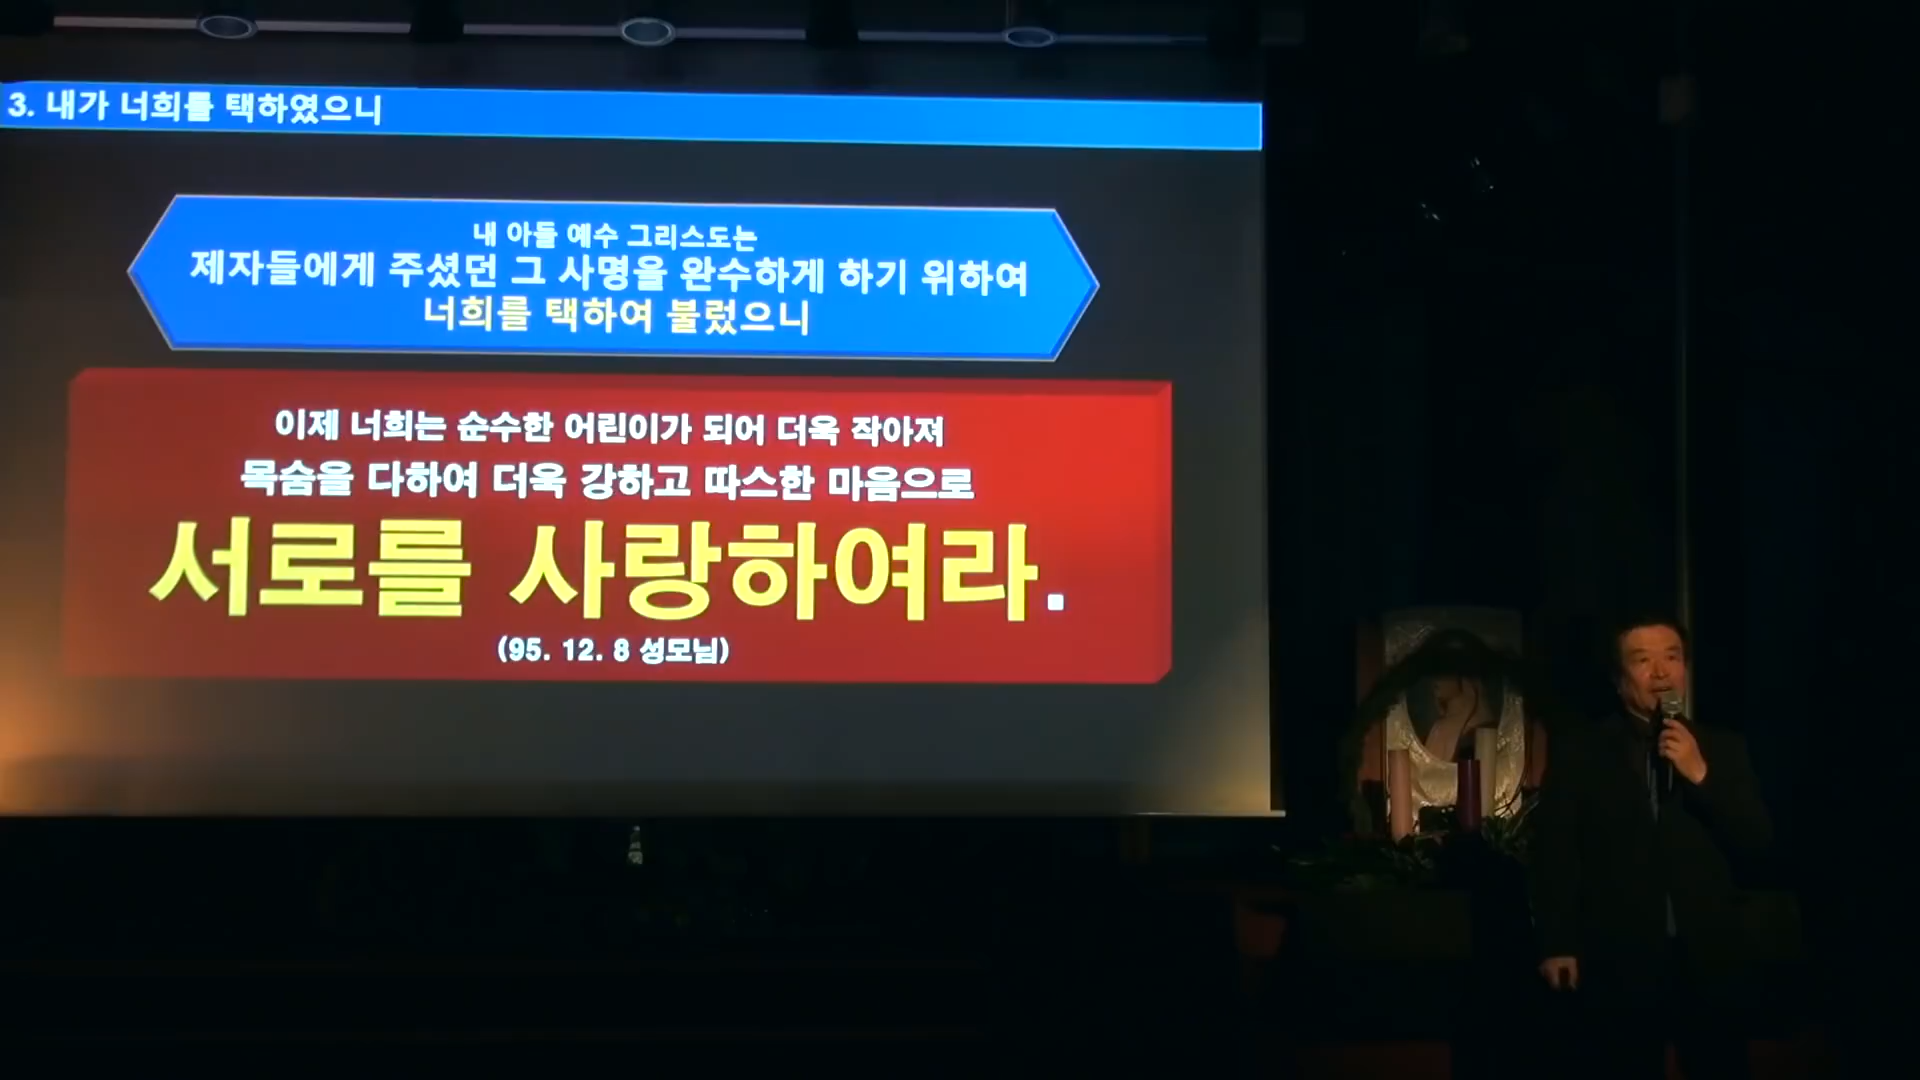 3. 내가 너희를 택하였으니
내 아들 예수 그리스도는
제자들에게 주셨던 그 사명을 완수하게 하기 위하여
너희를 택하여 불렀으니
이제 너희는 순수한 어린이가 되어 더욱 작아져
목숨을 다하여 더욱 강하고 따스한 마음으로
서로를 사랑하여라.
(95. 12. 8 성모님)